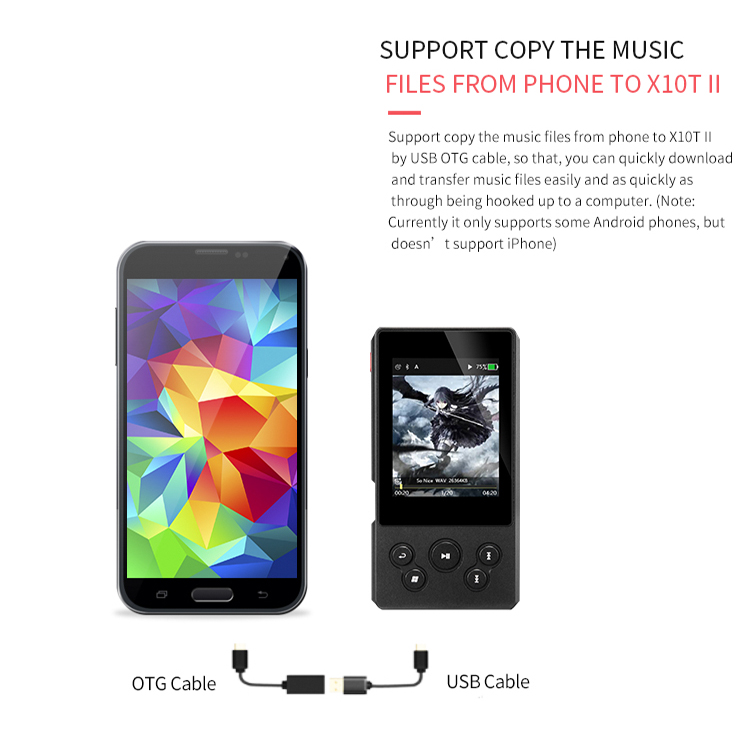 SUPPORT COPY THE MUSIC
FILES FROM PHONE TO X10T II
Support copy the music files from phone to X10T II
by USB OTG cable, so that, you can quickly download
and transfer music files easily and as quickly as
through being hooked up to a computer. (Note:
Currently it only supports some Android phones, but
doesn't support iPhone)
A 75%
So Nice WAV 26364KB
00:20 1/20 04:20
OTG Cable
USB Cable